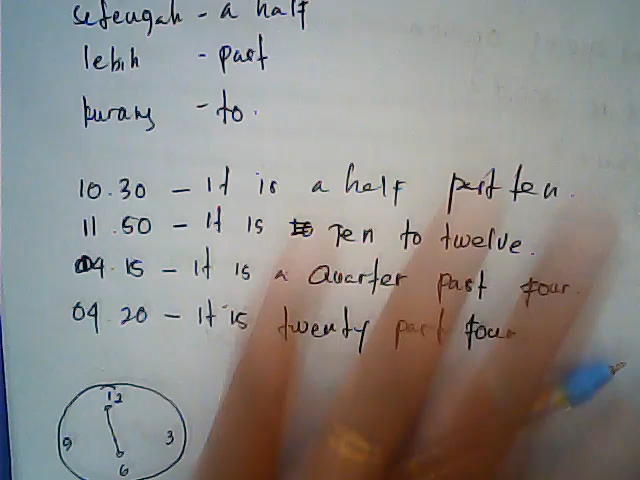 setengah - a half
lebih - past
kurang - to.
10.30 - It is a half past ten.
11.50 - It is Ten to twelve.
04.15 - It is a Quarter past four.
04.20 - It is twenty past four
12
9 3
6